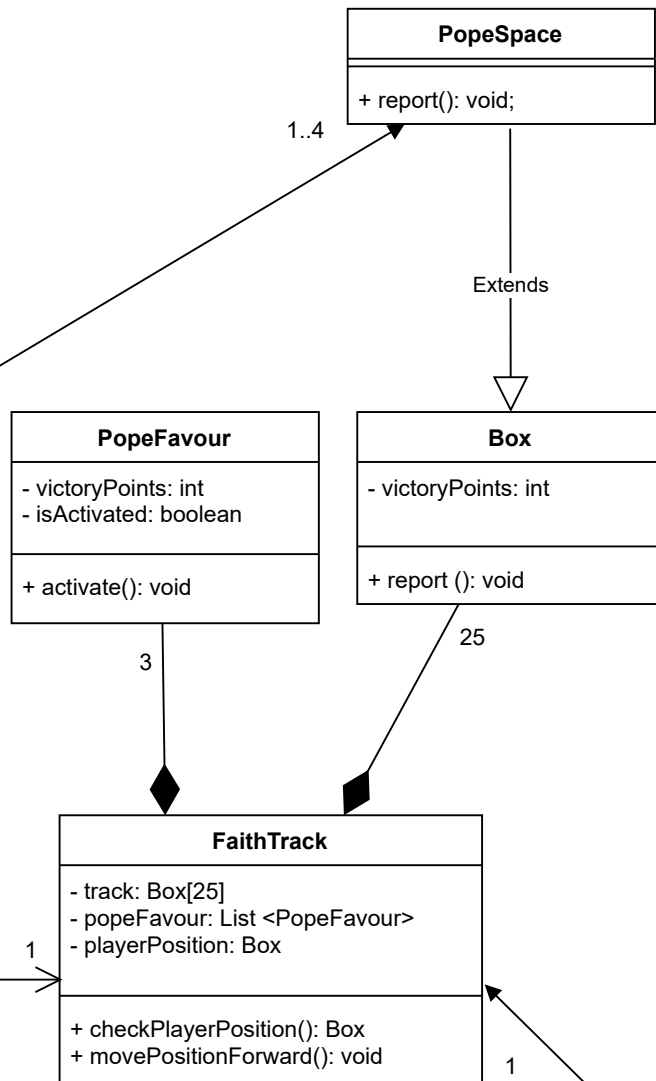 PopeSpace
+ report(): void;
1..4
Extends
PopeFavour
- victoryPoints: int
- isActivated: boolean
+ activate(): void
Box
- victoryPoints: int
+ report (): void
3
25
FaithTrack
- track: Box[25]
- popeFavour: List <PopeFavour>
- playerPosition: Box
1
+ checkPlayerPosition(): Box
+ movePositionForward(): void
1